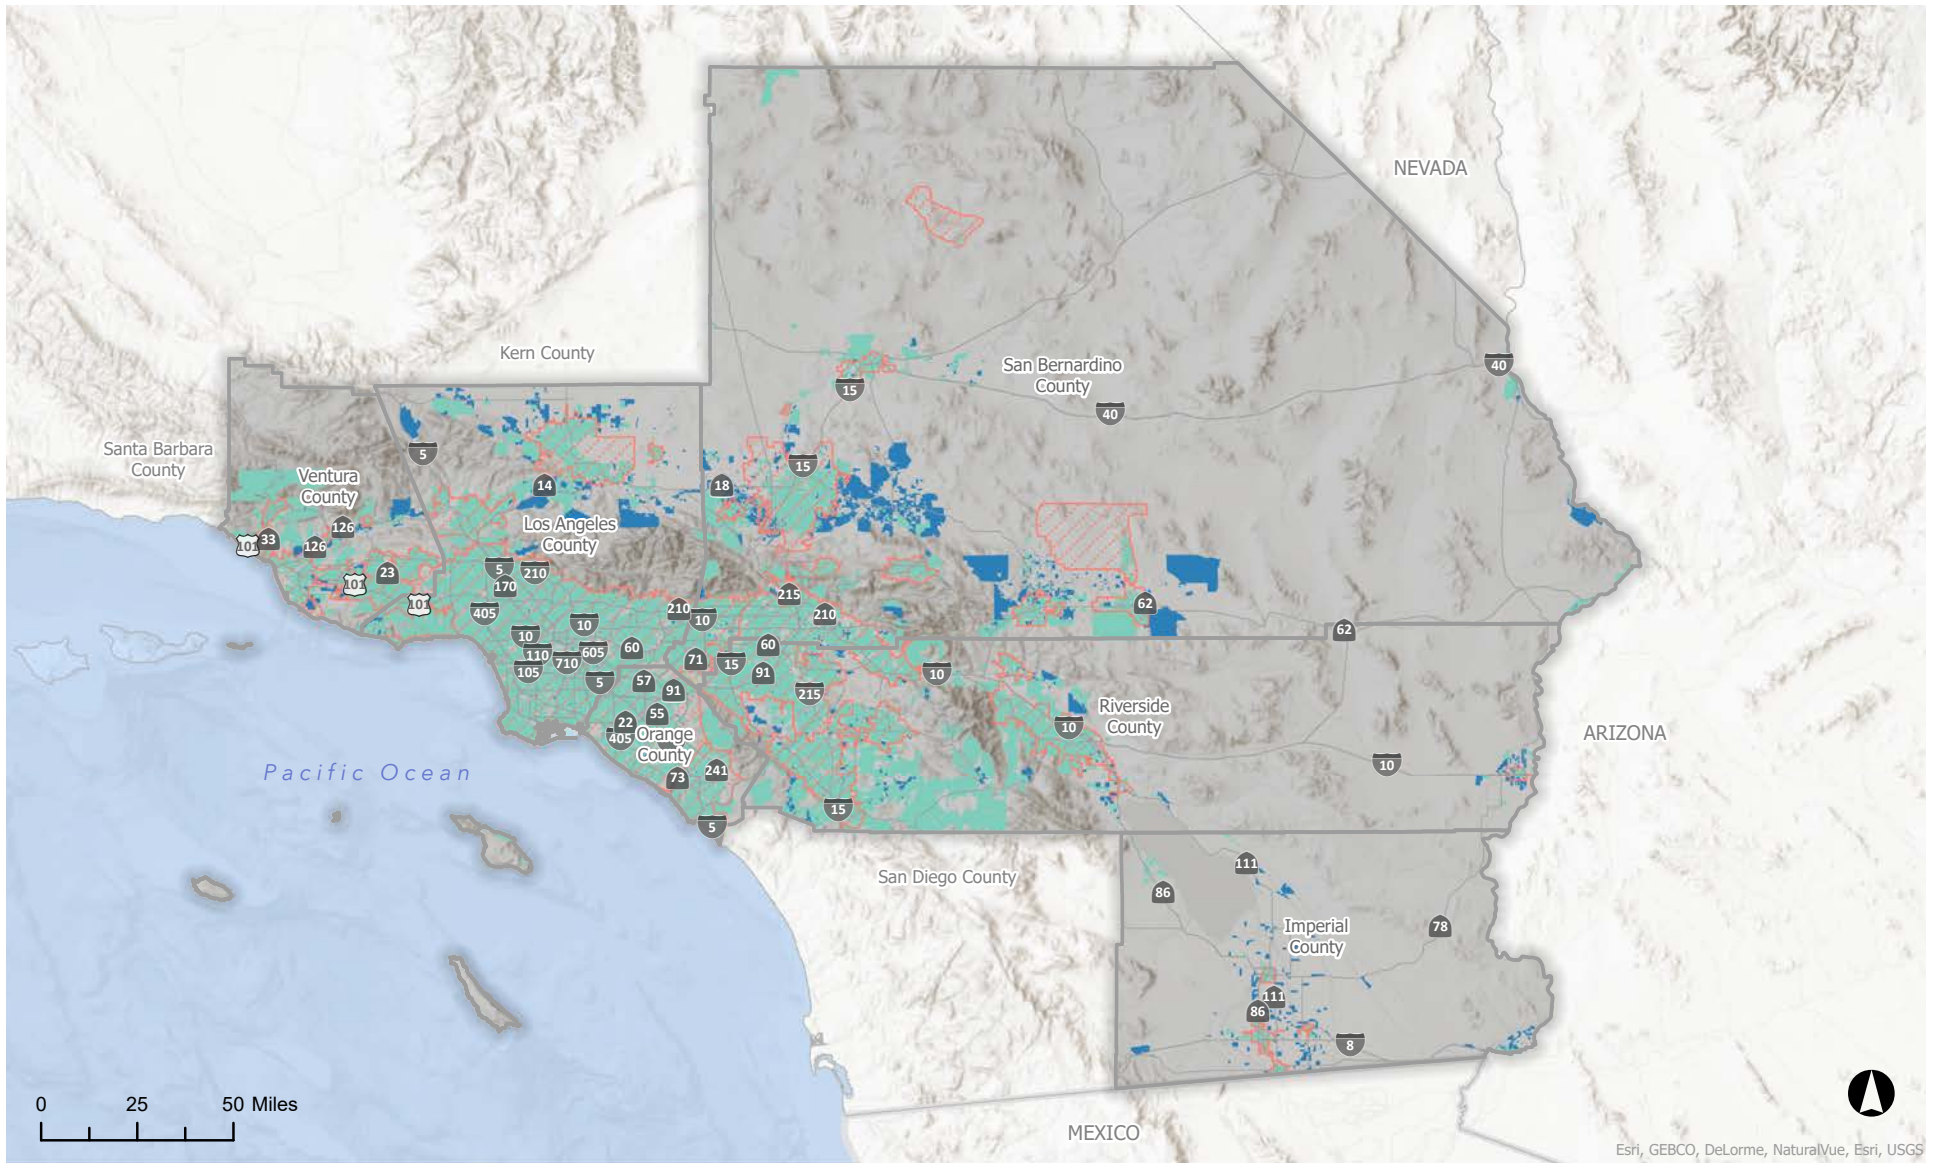 NEVADA
Kern County
San Bernardino
County
40
15
40
Santa Barbara
County
5
Ventura
County
14
18
15
Los Angeles
County
126
33
101
126
23
101
101
5
210
170
405
215
210
62
210
10
10
10
110
710
605
60
105
5
71
15
60
91
10
62
57
91
215
55
22
405
Orange
County
73
241
15
5
10
Riverside
County
10
ARIZONA
Pacific Ocean
San Diego County
111
86
Imperial
County
78
111
86
8
0 25 50 Miles
MEXICO
Esri, GEBCO, DeLorme, NaturalVue, Esri, USGS